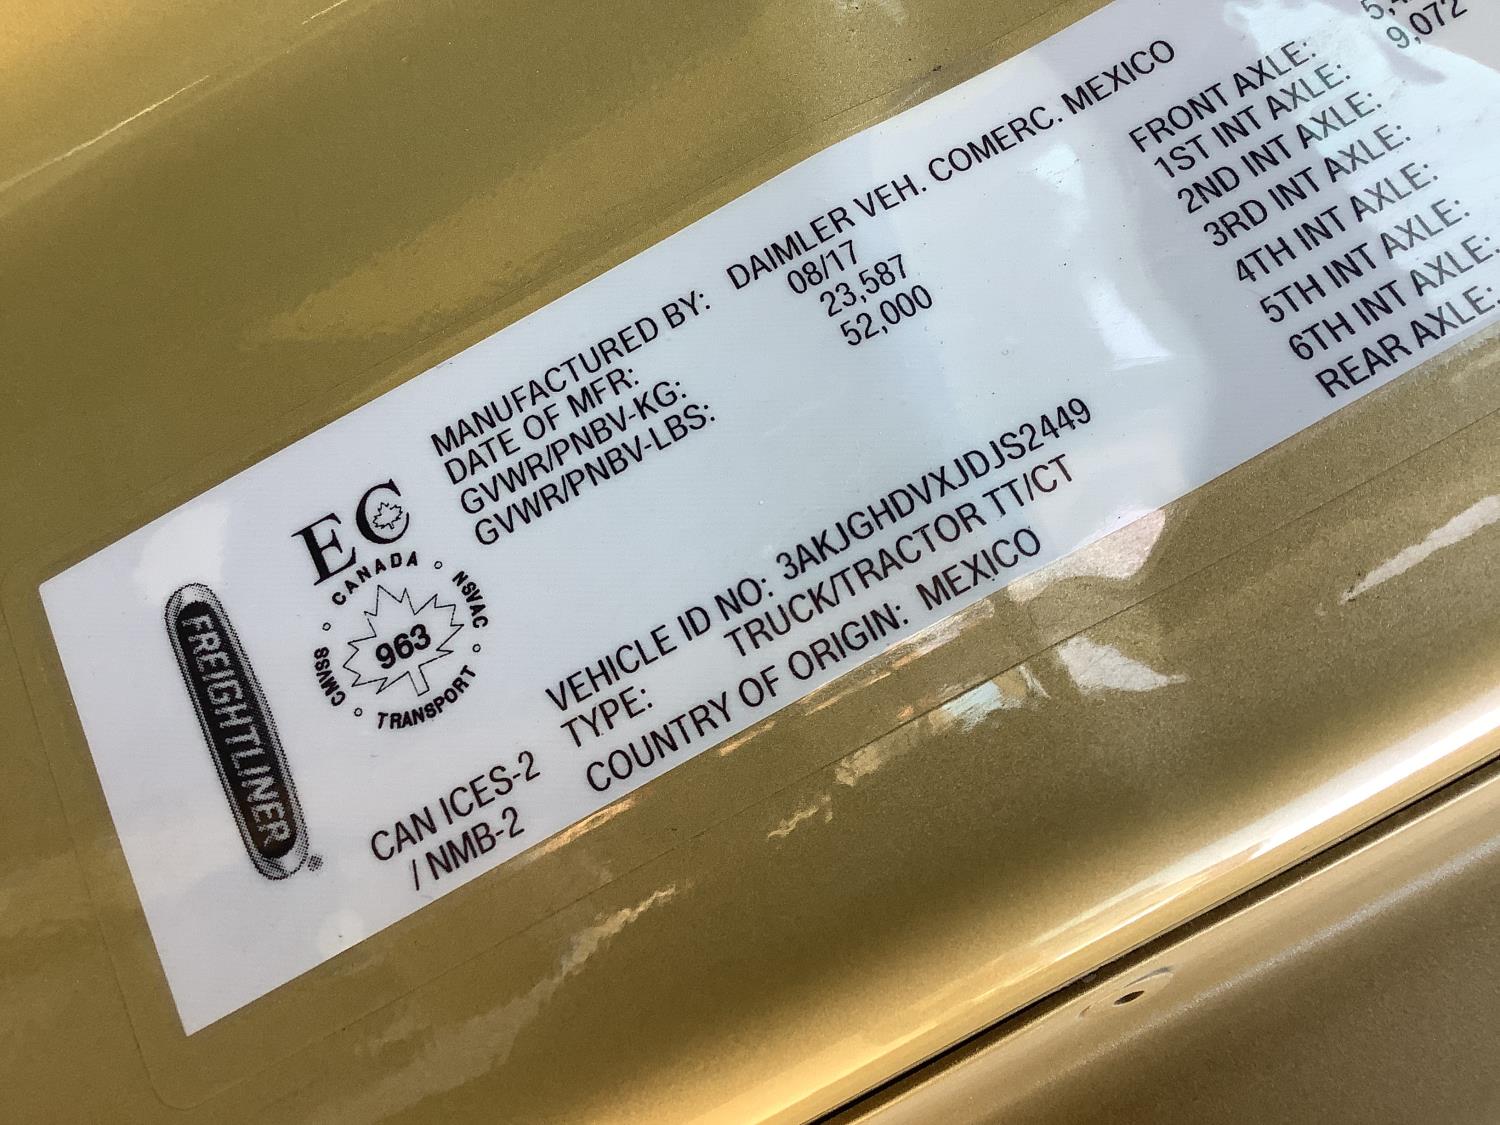 FREIGHTLINER®
EC
CANADA
CMVSS
NSVAC
963
TRANSPORT
CAN ICES-2
/ NMB-2
MANUFACTURED BY: DAIMLER VEH. COMERC. MEXICO
DATE OF MFR: 08/17
GVWR/PNBV-KG: 23,587
GVWR/PNBV-LBS: 52,000
VEHICLE ID NO: 3AKJGHDVXJDJS2449
TYPE: TRUCK/TRACTOR TT/CT
COUNTRY OF ORIGIN: MEXICO
FRONT AXLE:
1ST INT AXLE: 9,072
2ND INT AXLE:
3RD INT AXLE:
4TH INT AXLE:
5TH INT AXLE:
6TH INT AXLE:
REAR AXLE: